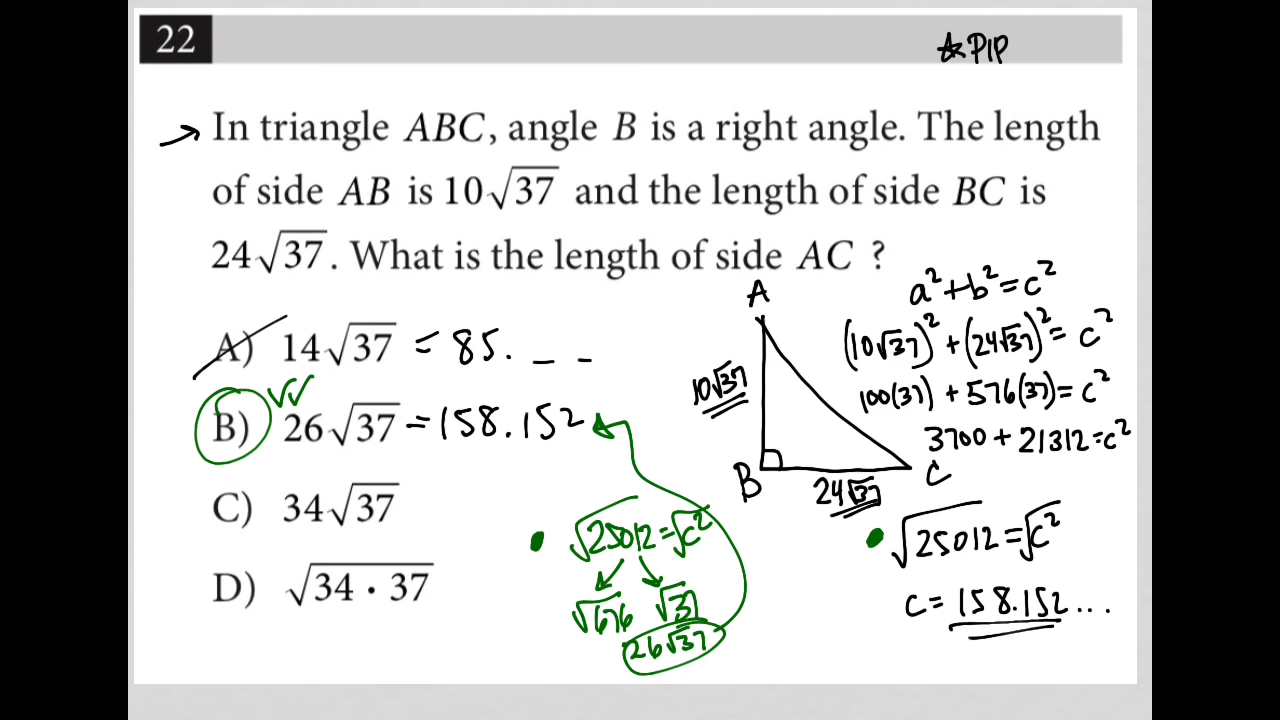 22
☆ PIP
→ In triangle ABC, angle B is a right angle. The length
of side AB is 10√37 and the length of side BC is
24√37. What is the length of side AC ?
A) 14√37 = 85. _ _
B) 26√37 = 158.152
C) 34√37
D) √34 · 37
A
B
C
10√37
24√37
a² + b² = c²
(10√37)² + (24√37)² = c²
100(37) + 576(37) = c²
3700 + 21312 = c²
√25012 = √c²
c = 158.152...
√25012 = √c²
√676 √37
26√37